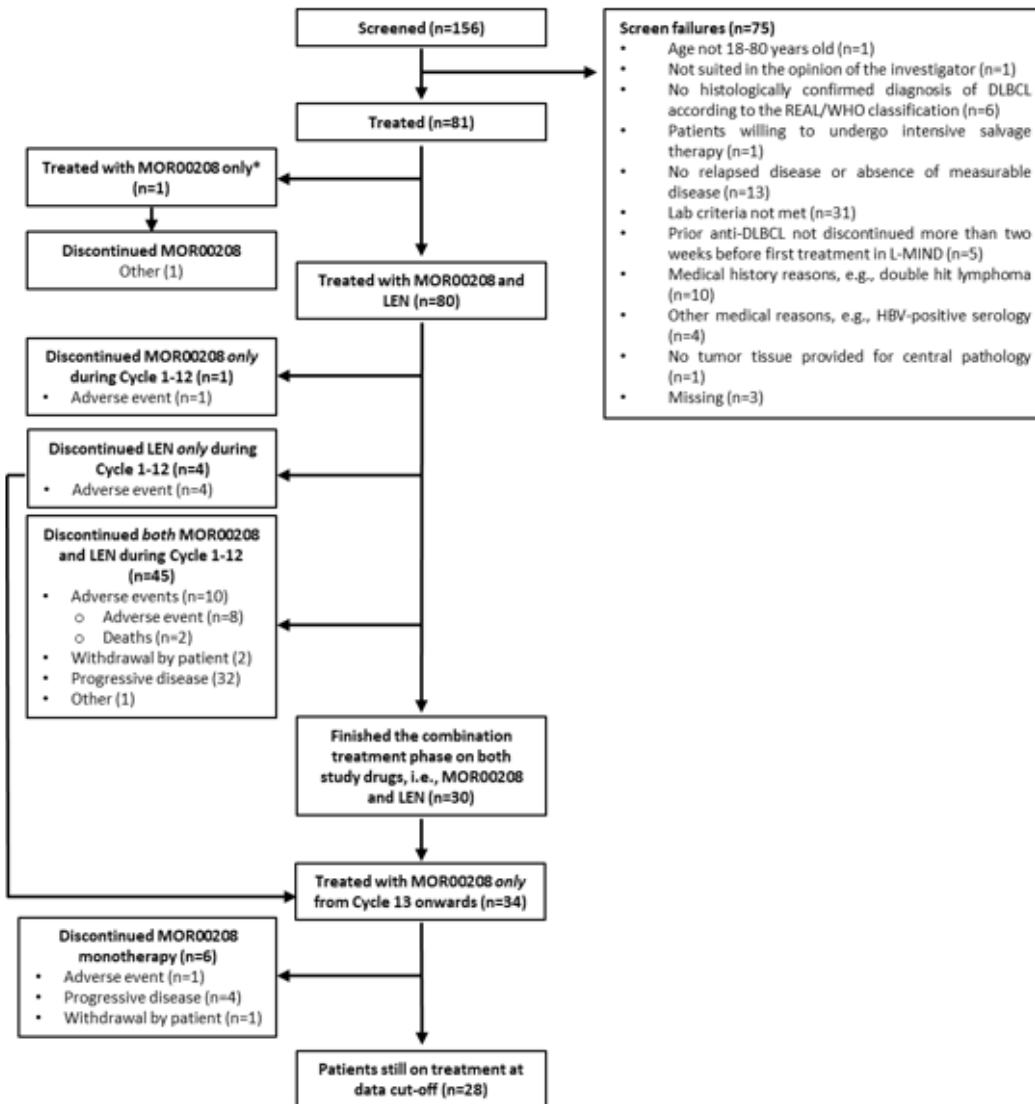 Screened (n=156)
Treated (n=81)
Treated with MOR00208 only*
(n=1)
Discontinued MOR00208
Other (1)
Treated with MOR00208 and
LEN (n=80)
Discontinued MOR00208 only
during Cycle 1-12 (n=1)
• Adverse event (n=1)
Discontinued LEN only during
Cycle 1-12 (n=4)
• Adverse event (n=4)
Discontinued both MOR00208
and LEN during Cycle 1-12
(n=45)
• Adverse events (n=10)
o Adverse event (n=8)
o Deaths (n=2)
• Withdrawal by patient (2)
• Progressive disease (32)
• Other (1)
Finished the combination
treatment phase on both
study drugs, i.e., MOR00208
and LEN (n=30)
Treated with MOR00208 only
from Cycle 13 onwards (n=34)
Discontinued MOR00208
monotherapy (n=6)
• Adverse event (n=1)
• Progressive disease (n=4)
• Withdrawal by patient (n=1)
Patients still on treatment at
data cut-off (n=28)
Screen failures (n=75)
• Age not 18-80 years old (n=1)
• Not suited in the opinion of the investigator (n=1)
• No histologically confirmed diagnosis of DLBCL
according to the REAL/WHO classification (n=6)
• Patients willing to undergo intensive salvage
therapy (n=1)
• No relapsed disease or absence of measurable
disease (n=13)
• Lab criteria not met (n=31)
• Prior anti-DLBCL not discontinued more than two
weeks before first treatment in L-MIND (n=5)
• Medical history reasons, e.g., double hit lymphoma
(n=10)
• Other medical reasons, e.g., HBV-positive serology
(n=4)
• No tumor tissue provided for central pathology
(n=1)
• Missing (n=3)